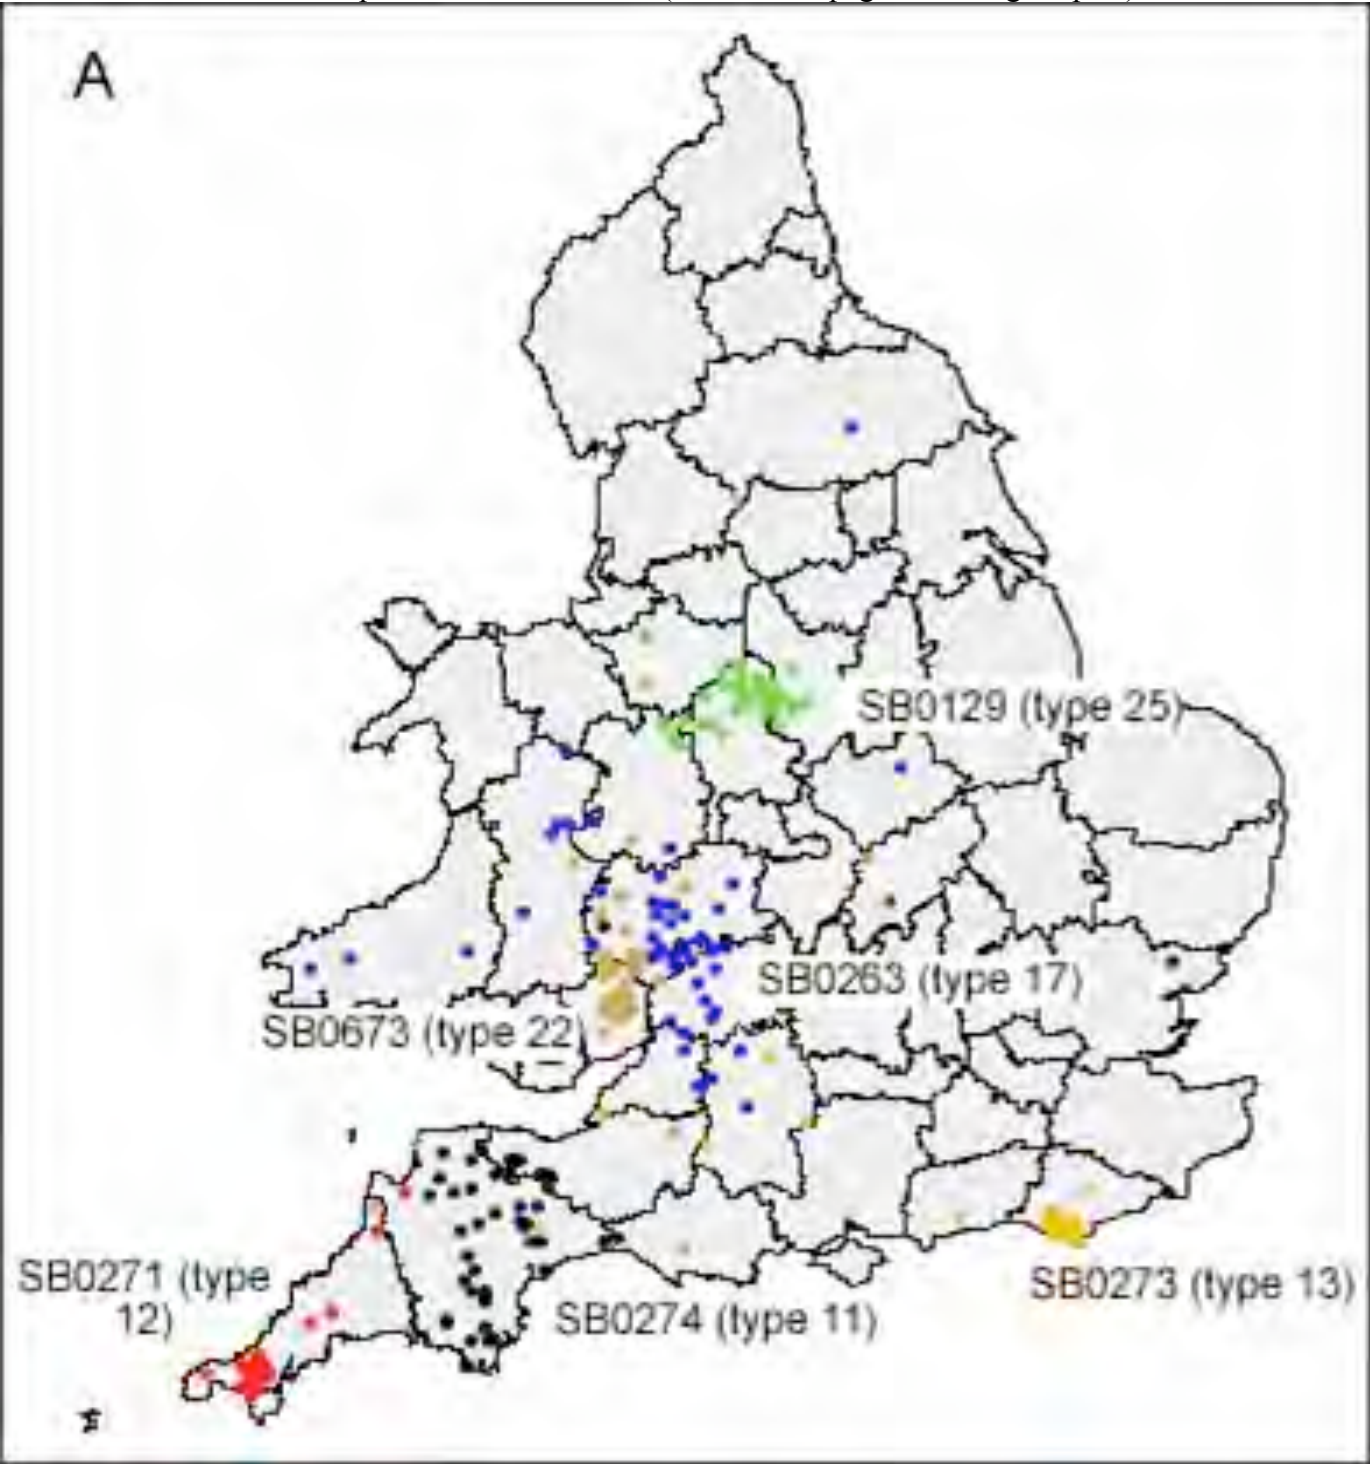 A
SB0129 (type 25)
SB0263 (type 17)
SB0673 (type 22)
SB0271 (type
12)
SB0274 (type 11)
SB0273 (type 13)